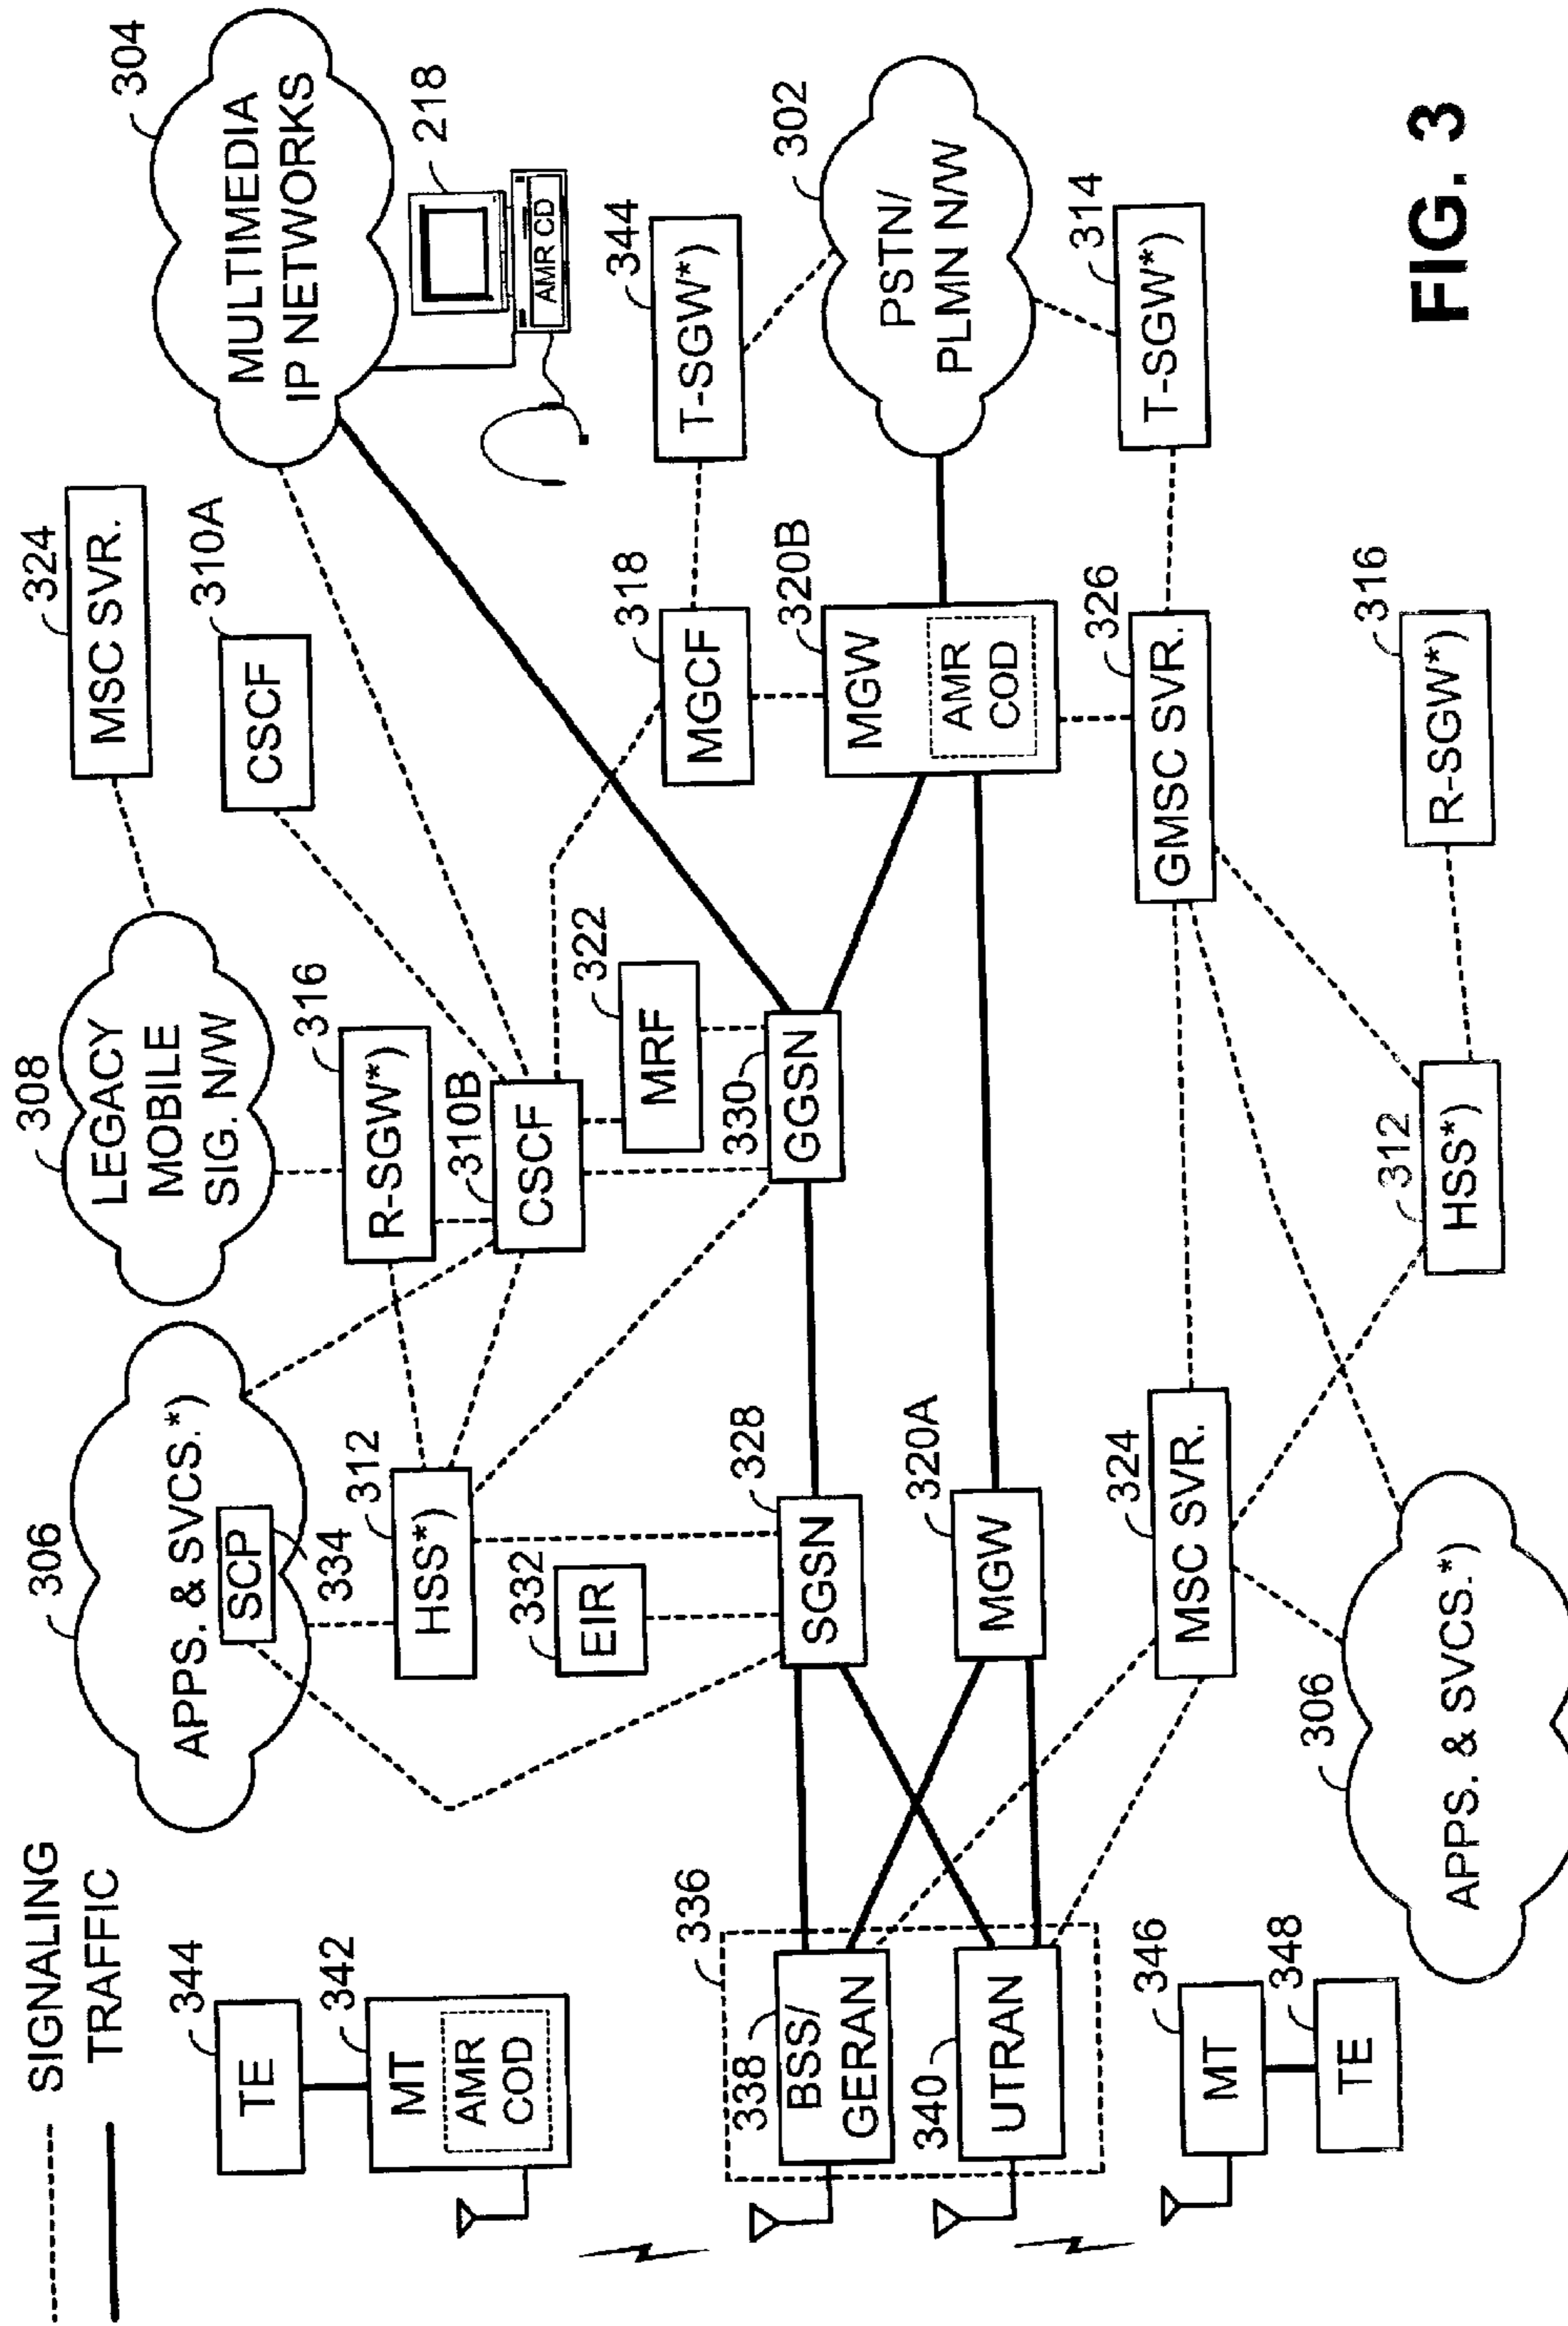 SIGNALING
TRAFFIC
306
APPS. & SVCS.*)
SCP
334
308
LEGACY
MOBILE
SIG. N/W
324
MSC SVR.
304
MULTIMEDIA
IP NETWORKS
310A
CSCF
316
R-SGW*)
344
TE
342
MT
AMR
COD
312
HSS*)
310B
CSCF
218
AMR CD
332
EIR
322
MRF
318
MGCF
344
T-SGW*)
336
328
SGSN
330
GGSN
320B
MGW
AMR
COD
302
PSTN/
PLMN N/W
338
BSS/
GERAN
340
UTRAN
320A
MGW
324
MSC SVR.
326
GMSC SVR.
314
T-SGW*)
346
MT
348
TE
306
APPS. & SVCS.*)
312
HSS*)
316
R-SGW*)
FIG. 3